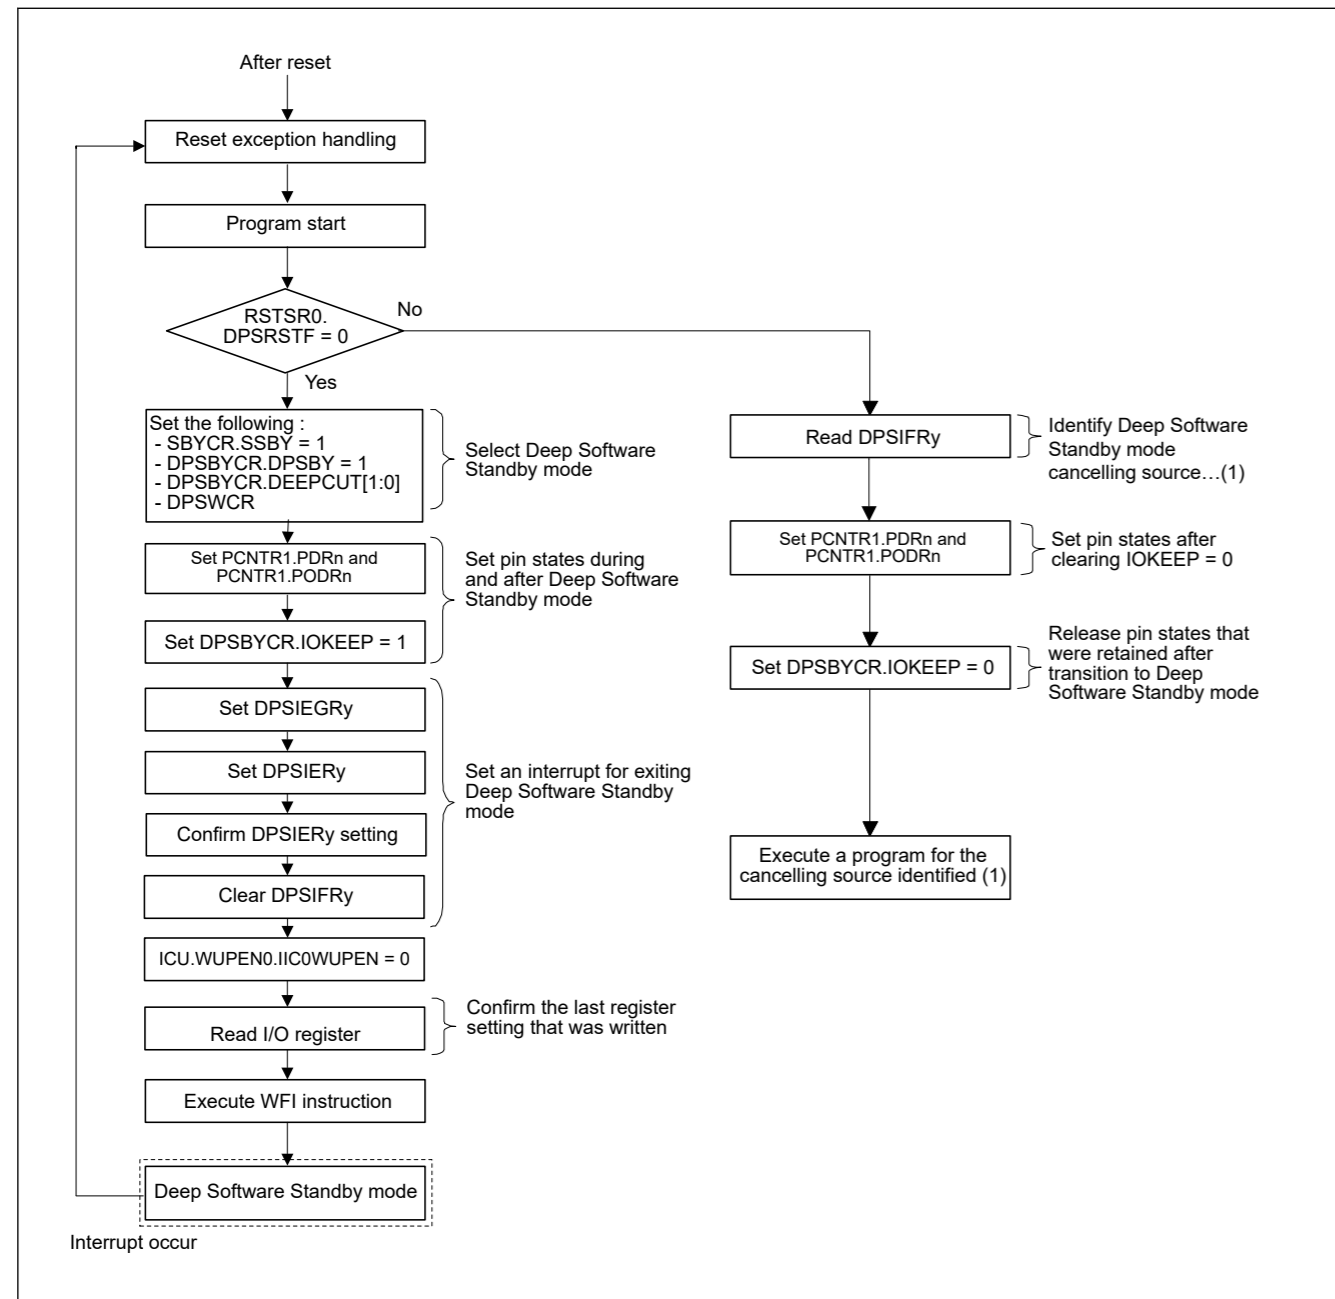 After reset
Reset exception handling
Program start
RSTSR0.
DPSRSTF = 0
No
Yes
Set the following :
- SBYCR.SSBY = 1
- DPSBYCR.DPSBY = 1
- DPSBYCR.DEEPCUT[1:0]
- DPSWCR
Select Deep Software
Standby mode
Set PCNTR1.PDRn and
PCNTR1.PODRn
Set DPSBYCR.IOKEEP = 1
Set pin states during
and after Deep Software
Standby mode
Set DPSIEGRy
Set DPSIERy
Confirm DPSIERy setting
Clear DPSIFRy
Set an interrupt for exiting
Deep Software Standby
mode
ICU.WUPEN0.IIC0WUPEN = 0
Read I/O register
Confirm the last register
setting that was written
Execute WFI instruction
Deep Software Standby mode
Interrupt occur
Read DPSIFRy
Identify Deep Software
Standby mode
cancelling source…(1)
Set PCNTR1.PDRn and
PCNTR1.PODRn
Set pin states after
clearing IOKEEP = 0
Set DPSBYCR.IOKEEP = 0
Release pin states that
were retained after
transition to Deep
Software Standby mode
Execute a program for the
cancelling source identified (1)